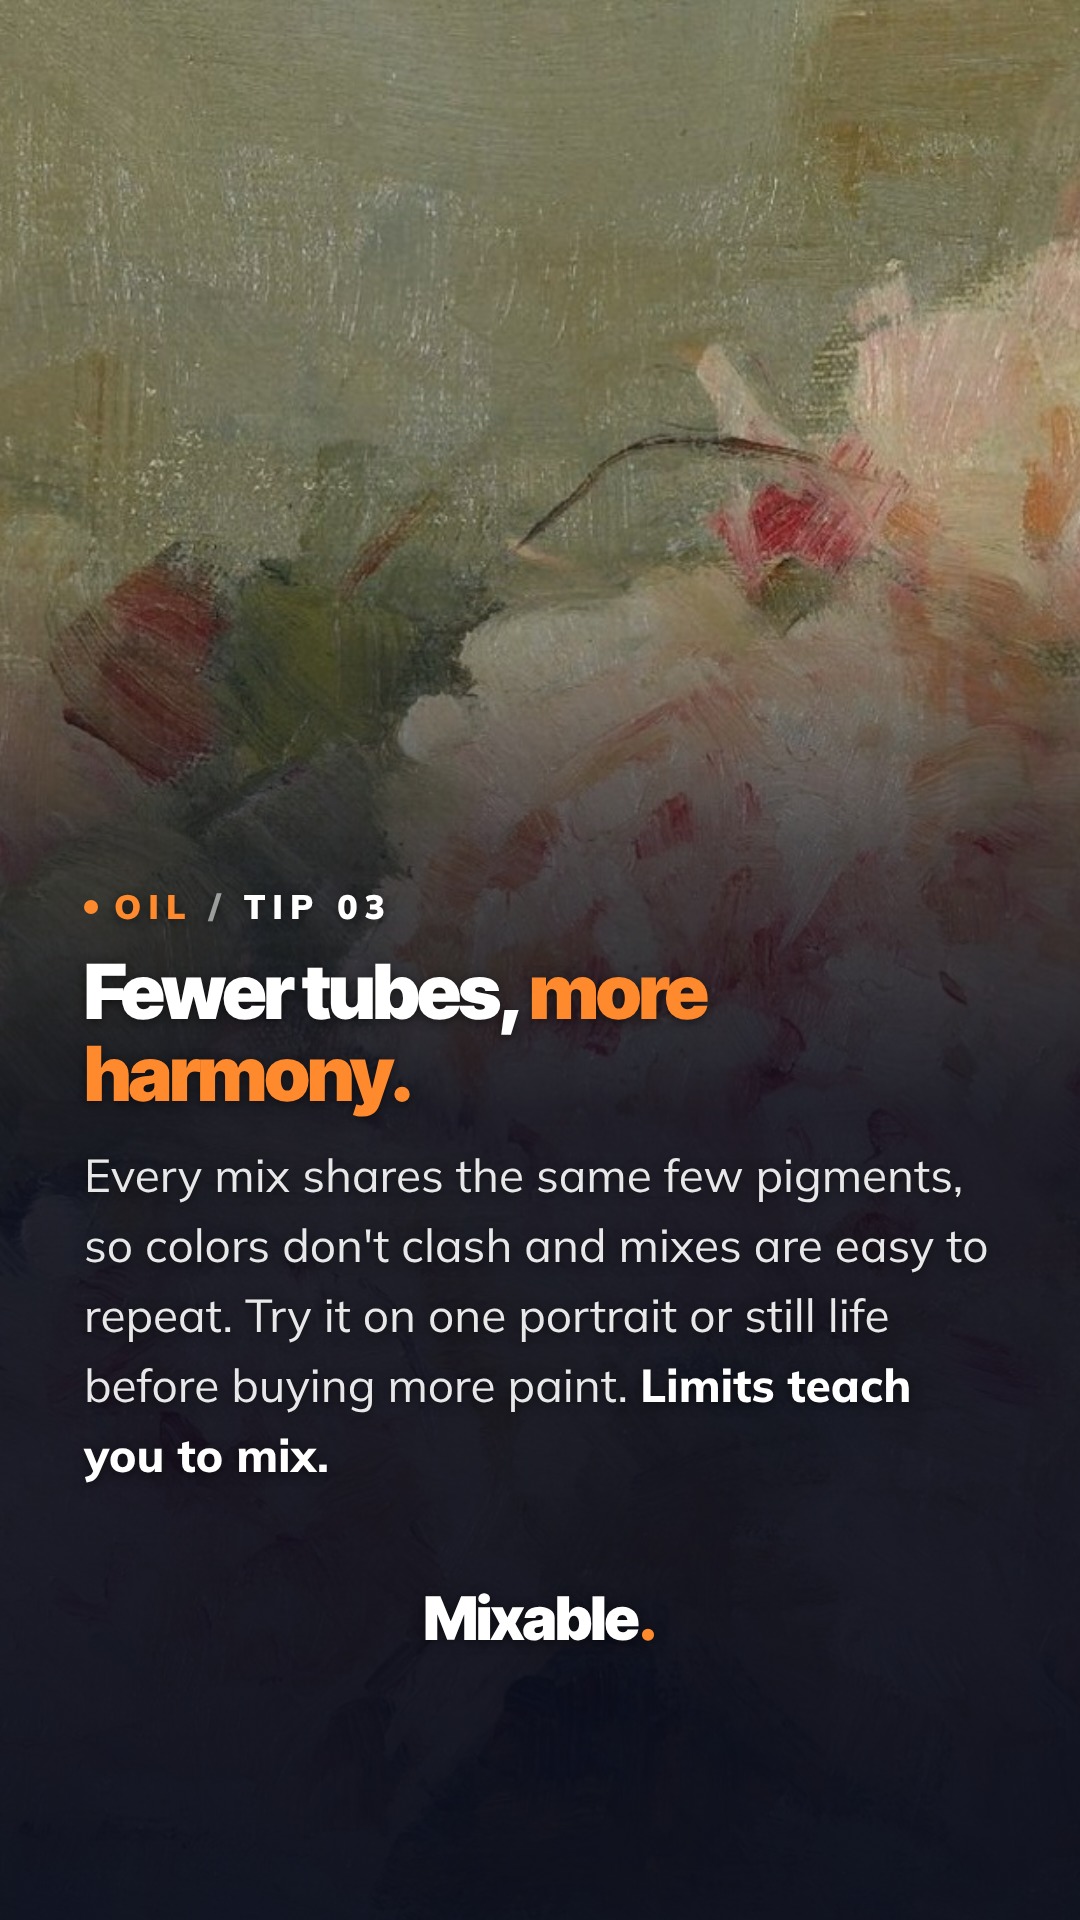 • OIL / TIP 03
Fewer tubes, more
harmony.
Every mix shares the same few pigments,
so colors don't clash and mixes are easy to
repeat. Try it on one portrait or still life
before buying more paint. Limits teach
you to mix.
Mixable.